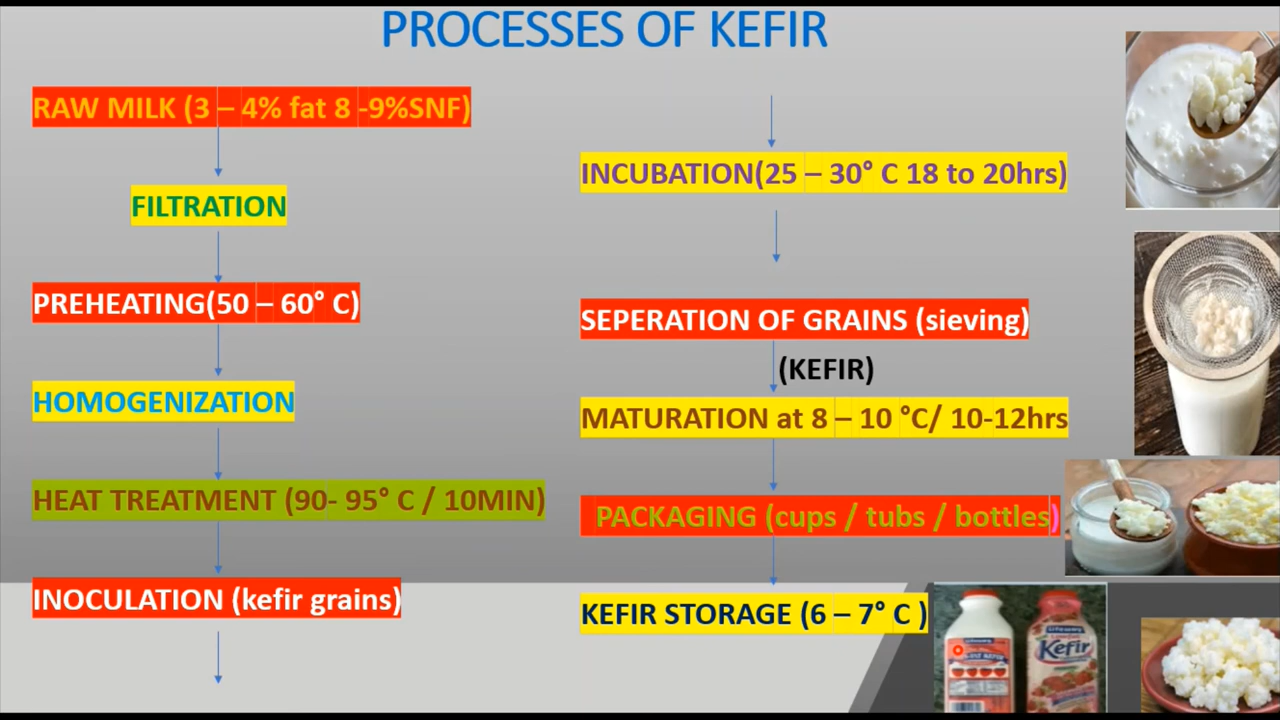 PROCESSES OF KEFIR
RAW MILK (3 – 4% fat 8 -9%SNF)
FILTRATION
PREHEATING(50 – 60° C)
HOMOGENIZATION
HEAT TREATMENT (90- 95° C / 10MIN)
INOCULATION (kefir grains)
INCUBATION(25 – 30° C 18 to 20hrs)
SEPERATION OF GRAINS (sieving)
(KEFIR)
MATURATION at 8 – 10 °C/ 10-12hrs
PACKAGING (cups / tubs / bottles)
KEFIR STORAGE (6 – 7° C )
Kefir